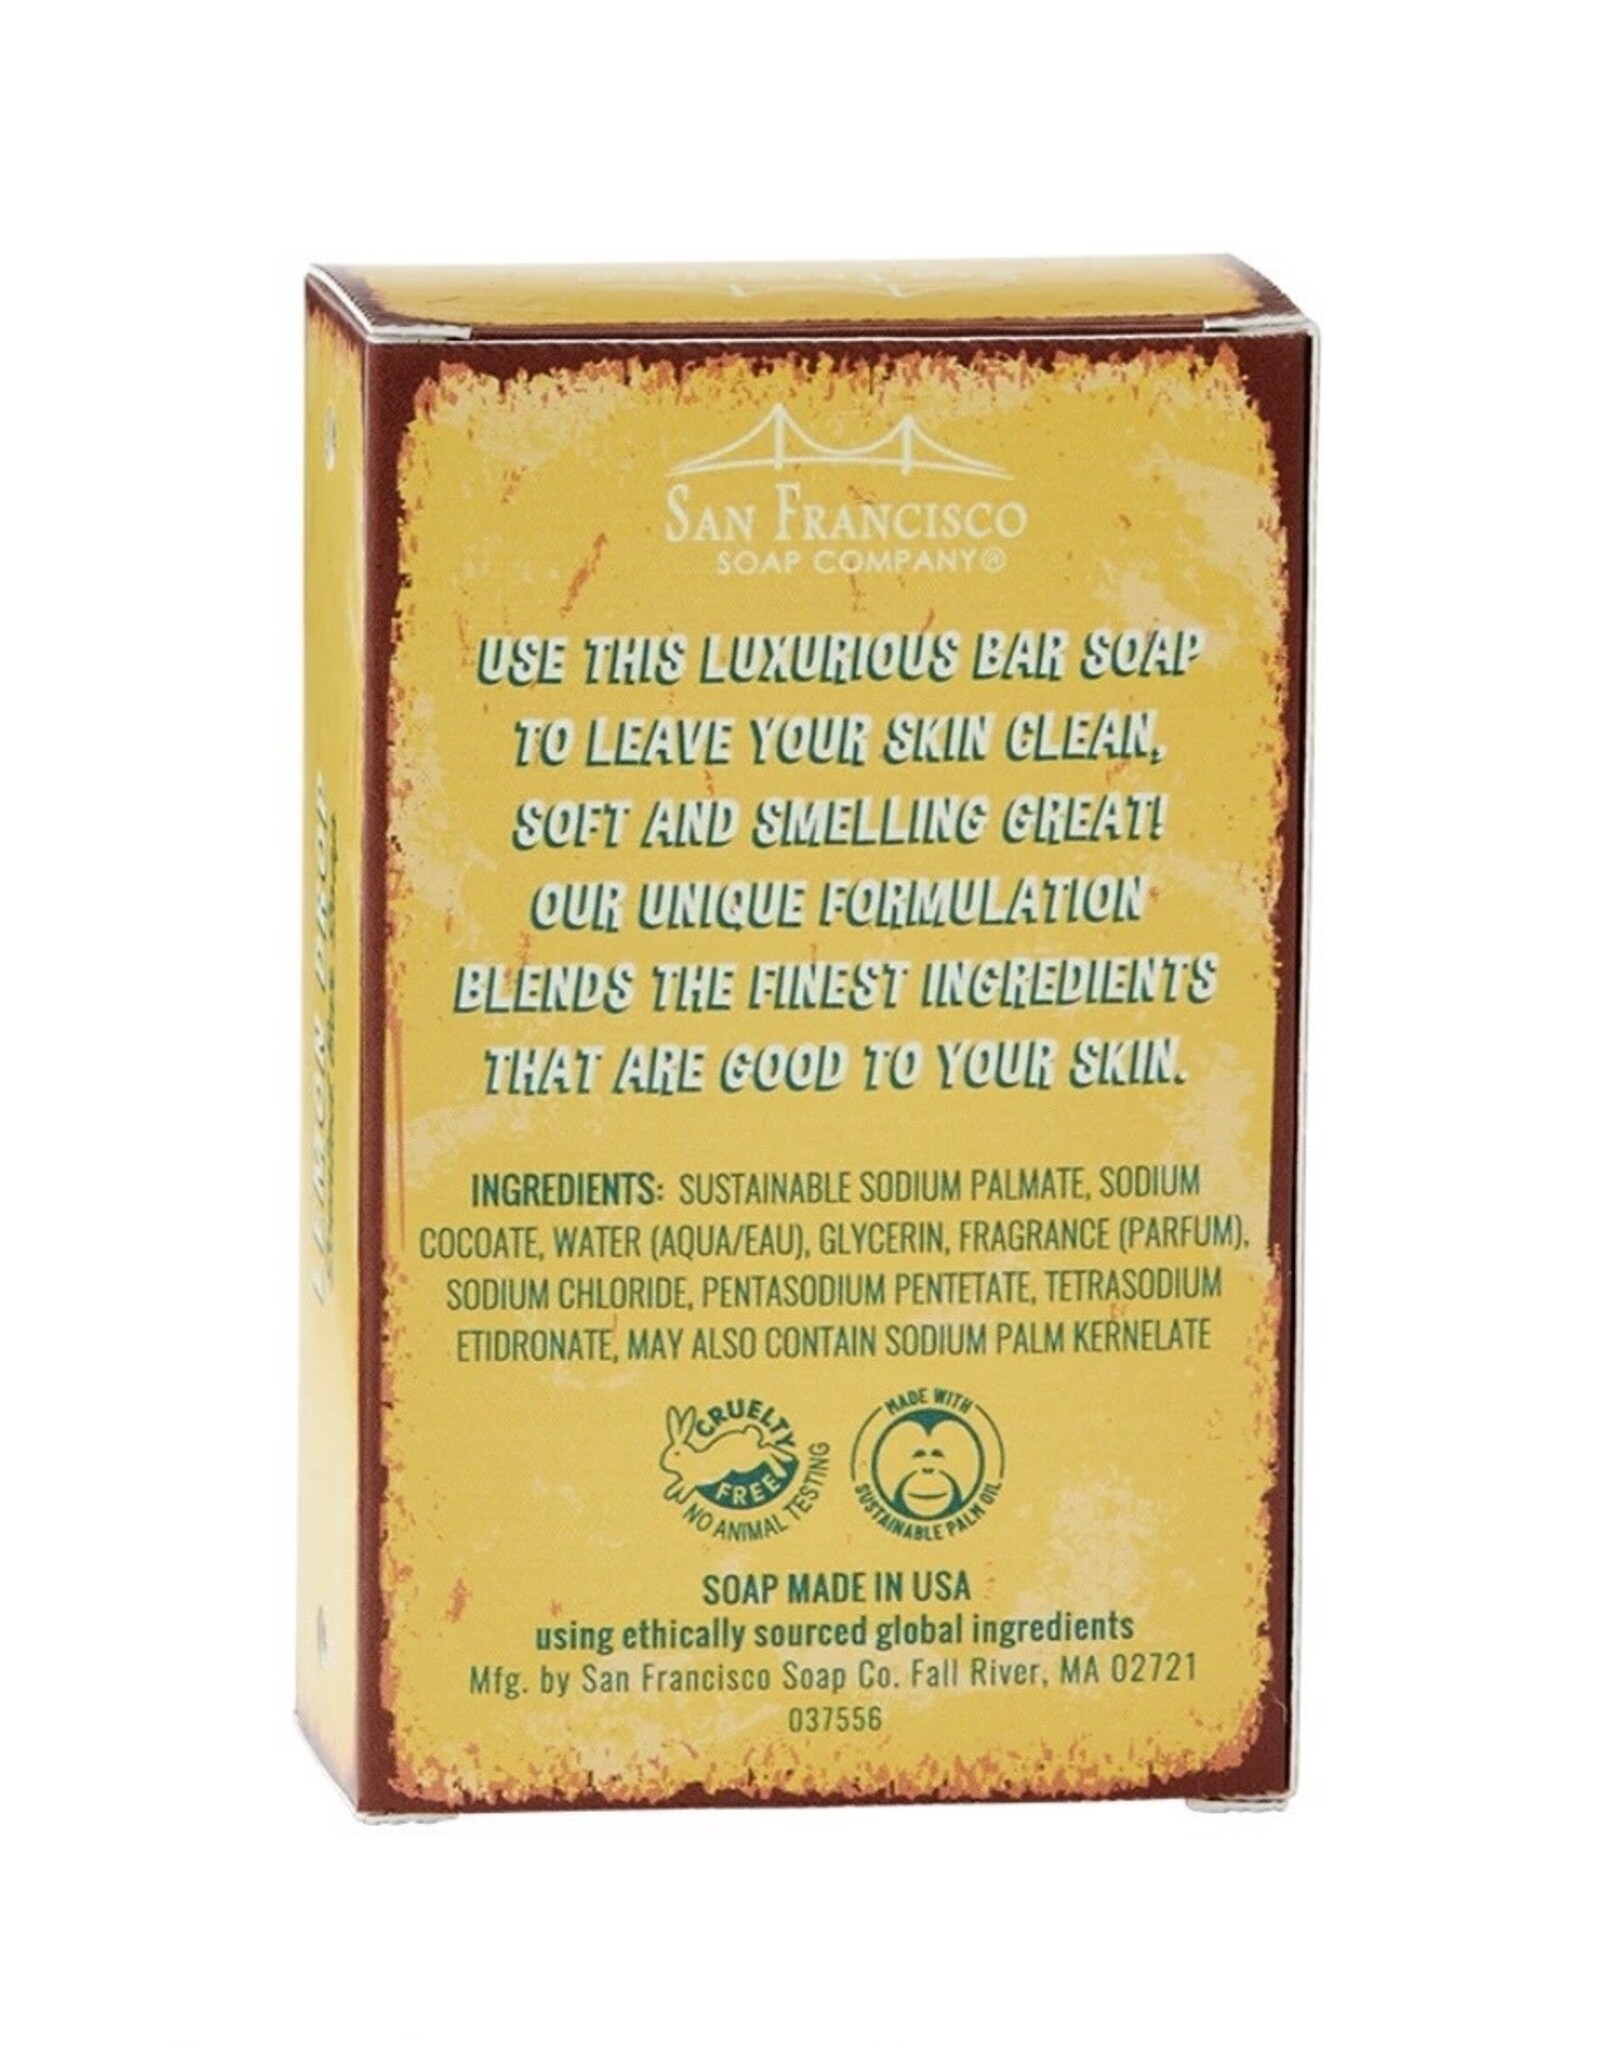 SAN FRANCISCO
SOAP COMPANY®
USE THIS LUXURIOUS BAR SOAP
TO LEAVE YOUR SKIN CLEAN,
SOFT AND SMELLING GREAT!
OUR UNIQUE FORMULATION
BLENDS THE FINEST INGREDIENTS
THAT ARE GOOD TO YOUR SKIN.
INGREDIENTS: SUSTAINABLE SODIUM PALMATE, SODIUM
COCOATE, WATER (AQUA/EAU), GLYCERIN, FRAGRANCE (PARFUM),
SODIUM CHLORIDE, PENTASODIUM PENTETATE, TETRASODIUM
ETIDRONATE, MAY ALSO CONTAIN SODIUM PALM KERNELATE
CRUELTY
FREE
NO ANIMAL TESTING
MADE WITH
SUSTAINABLE PALM OIL
SOAP MADE IN USA
using ethically sourced global ingredients
Mfg. by San Francisco Soap Co. Fall River, MA 02721
037556
LEMON DROP